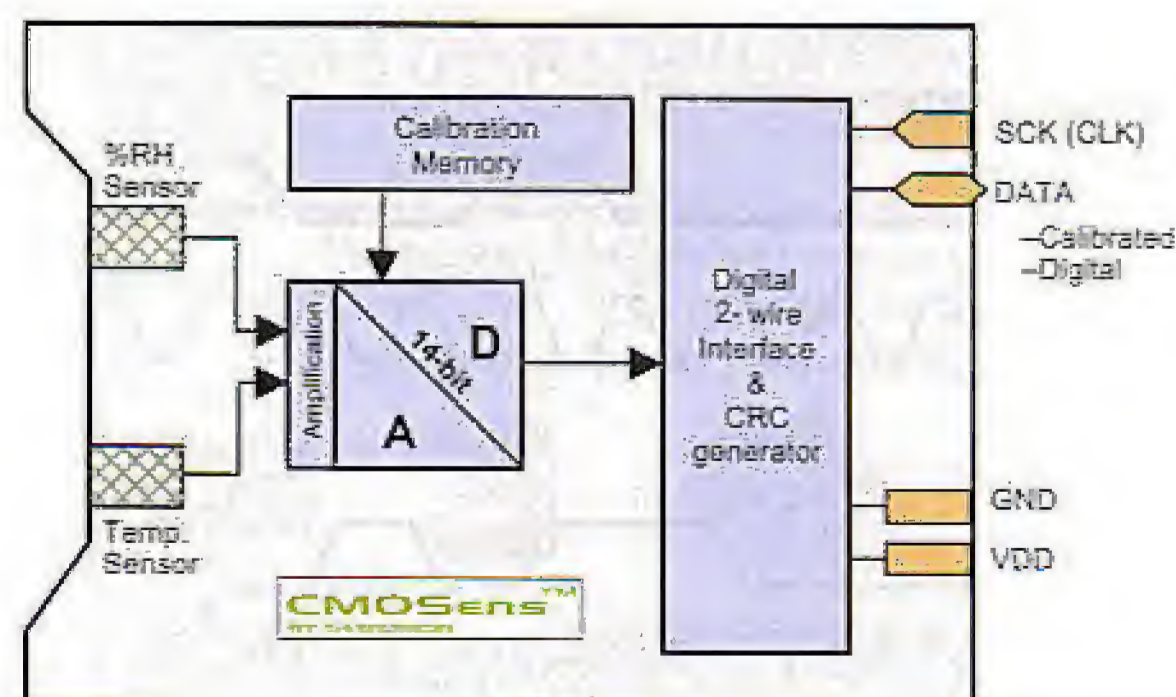 %RH
Sensor
Calibration
Memory
Amplification
14-bit
D
A
Temp.
Sensor
CMOSens™
Digital
2-wire
Interface
&
CRC
generator
SCK (CLK)
DATA
–Calibrated
–Digital
GND
VDD